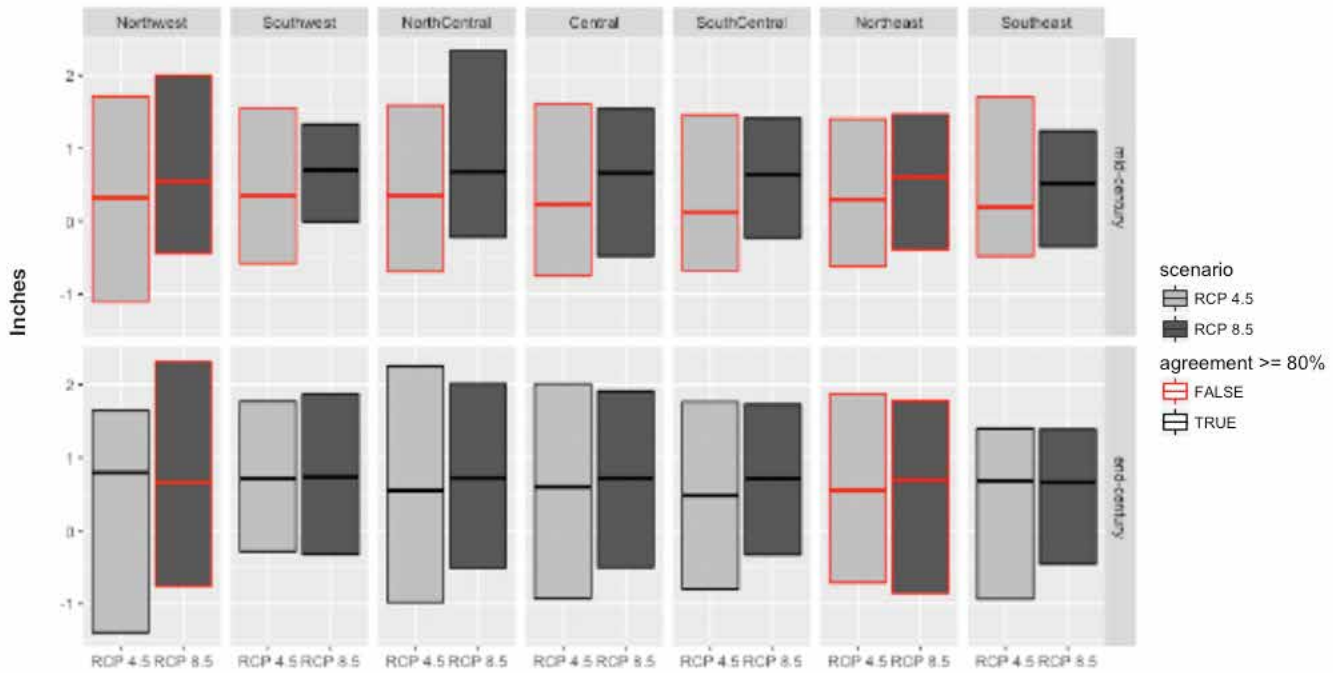 Northwest Southwest NorthCentral Central SouthCentral Northeast Southeast
2
1
0
-1
mid-century
2
1
0
-1
end-century
Inches
RCP 4.5 RCP 8.5 RCP 4.5 RCP 8.5 RCP 4.5 RCP 8.5 RCP 4.5 RCP 8.5 RCP 4.5 RCP 8.5 RCP 4.5 RCP 8.5 RCP 4.5 RCP 8.5
scenario
RCP 4.5
RCP 8.5
agreement >= 80%
FALSE
TRUE